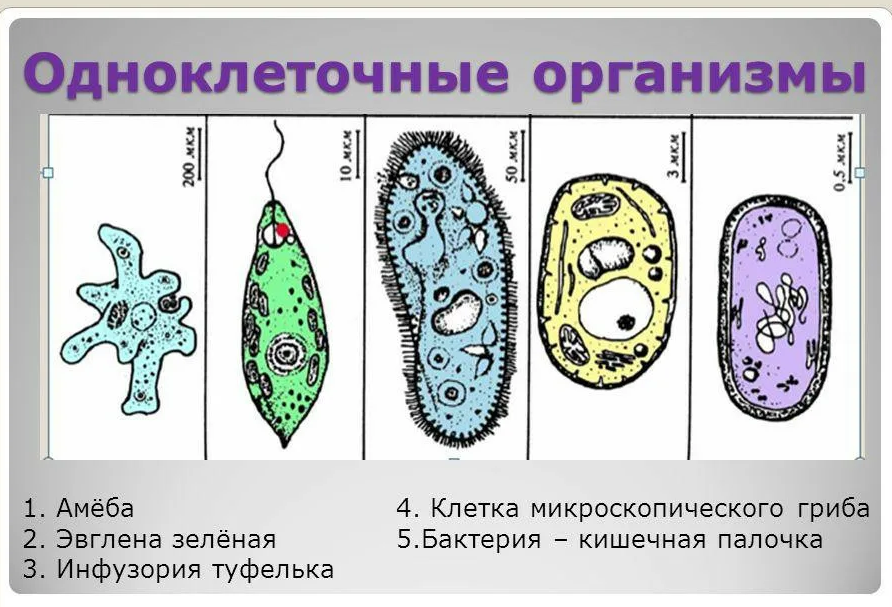 Одноклеточные организмы
200 мкм
10 мкм
50 мкм
3 мкм
0,5 мкм
1. Амёба
2. Эвглена зелёная
3. Инфузория туфелька
4. Клетка микроскопического гриба
5.Бактерия – кишечная палочка